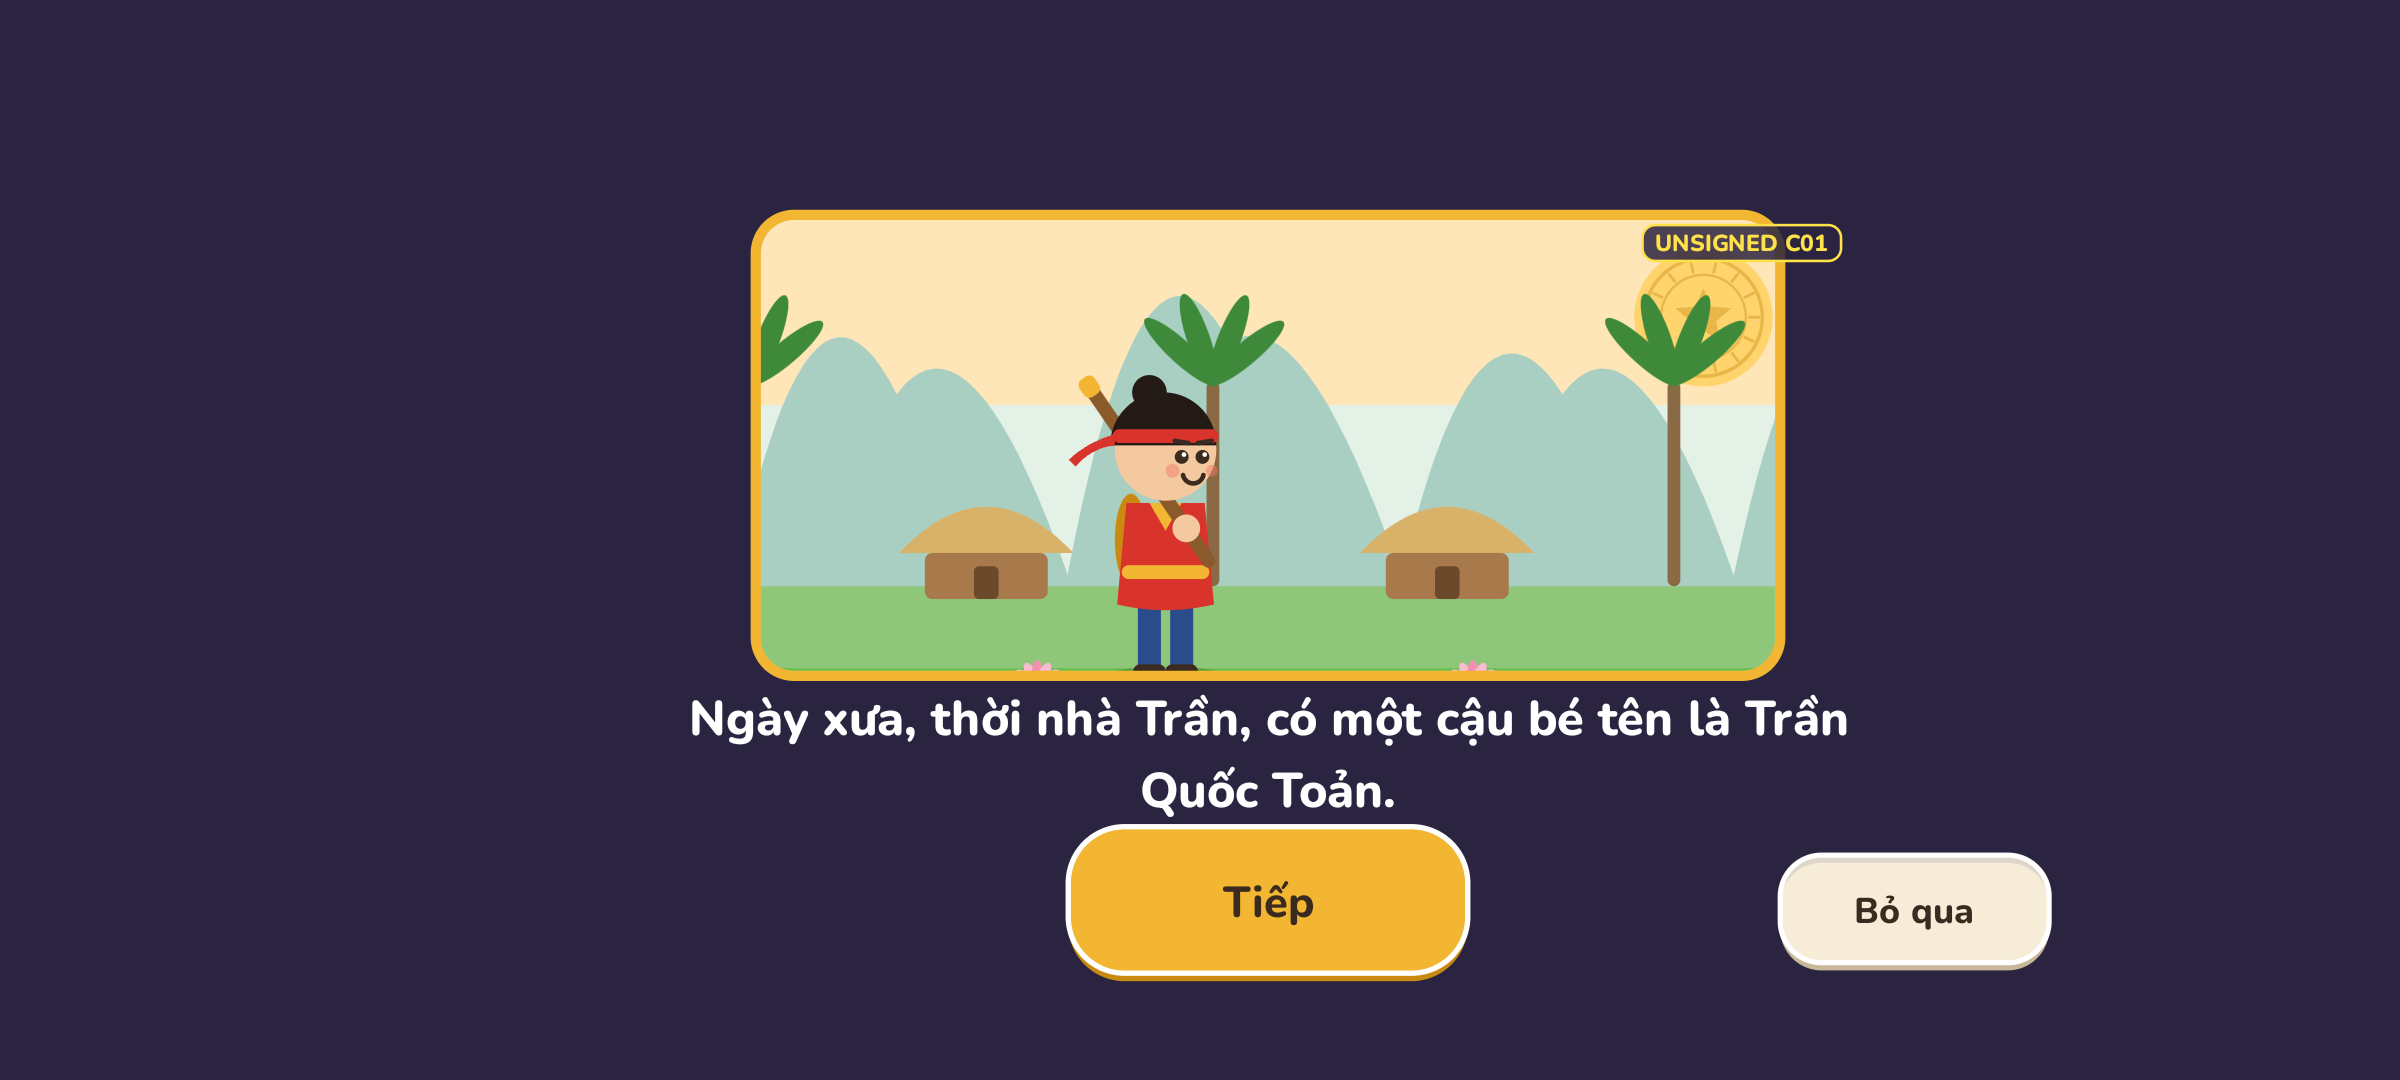 UNSIGNED C01
Ngày xưa, thời nhà Trần, có một cậu bé tên là Trần
Quốc Toản.
Tiếp
Bỏ qua